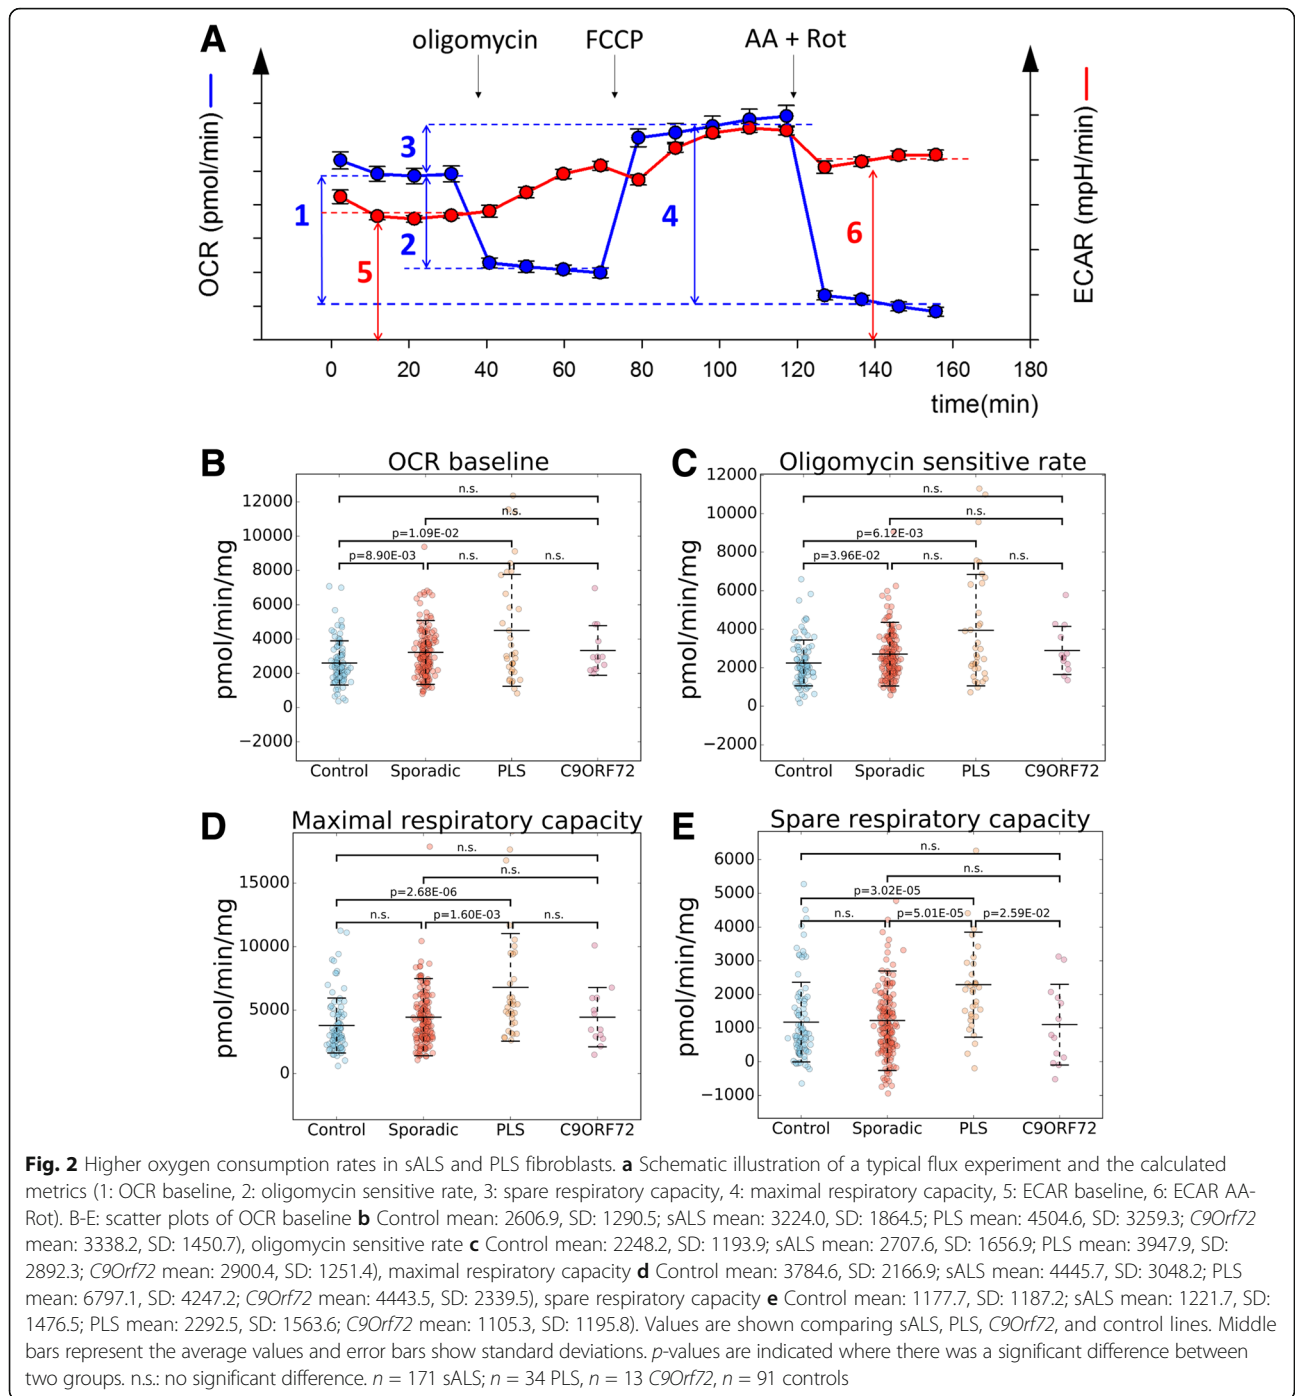 A
oligomycin FCCP AA + Rot
OCR (pmol/min)
ECAR (mpH/min)
3
1
2
4
5
6
0 20 40 60 80 100 120 140 160 180
time(min)
B
OCR baseline
pmol/min/mg
12000
10000
8000
6000
4000
2000
0
−2000
n.s.
n.s.
p=1.09E-02
p=8.90E-03 n.s. n.s.
Control Sporadic PLS C9ORF72
C
Oligomycin sensitive rate
pmol/min/mg
12000
10000
8000
6000
4000
2000
0
−2000
n.s.
n.s.
p=6.12E-03
p=3.96E-02 n.s. n.s.
Control Sporadic PLS C9ORF72
D
Maximal respiratory capacity
pmol/min/mg
15000
10000
5000
0
n.s.
n.s.
p=2.68E-06
n.s. p=1.60E-03 n.s.
Control Sporadic PLS C9ORF72
E
Spare respiratory capacity
pmol/min/mg
6000
5000
4000
3000
2000
1000
0
−1000
n.s.
n.s.
p=3.02E-05
n.s. p=5.01E-05 p=2.59E-02
Control Sporadic PLS C9ORF72
Fig. 2 Higher oxygen consumption rates in sALS and PLS fibroblasts. a Schematic illustration of a typical flux experiment and the calculated
metrics (1: OCR baseline, 2: oligomycin sensitive rate, 3: spare respiratory capacity, 4: maximal respiratory capacity, 5: ECAR baseline, 6: ECAR AA-
Rot). B-E: scatter plots of OCR baseline b Control mean: 2606.9, SD: 1290.5; sALS mean: 3224.0, SD: 1864.5; PLS mean: 4504.6, SD: 3259.3; C9Orf72
mean: 3338.2, SD: 1450.7), oligomycin sensitive rate c Control mean: 2248.2, SD: 1193.9; sALS mean: 2707.6, SD: 1656.9; PLS mean: 3947.9, SD:
2892.3; C9Orf72 mean: 2900.4, SD: 1251.4), maximal respiratory capacity d Control mean: 3784.6, SD: 2166.9; sALS mean: 4445.7, SD: 3048.2; PLS
mean: 6797.1, SD: 4247.2; C9Orf72 mean: 4443.5, SD: 2339.5), spare respiratory capacity e Control mean: 1177.7, SD: 1187.2; sALS mean: 1221.7, SD:
1476.5; PLS mean: 2292.5, SD: 1563.6; C9Orf72 mean: 1105.3, SD: 1195.8). Values are shown comparing sALS, PLS, C9Orf72, and control lines. Middle
bars represent the average values and error bars show standard deviations. p-values are indicated where there was a significant difference between
two groups. n.s.: no significant difference. n = 171 sALS; n = 34 PLS, n = 13 C9Orf72, n = 91 controls